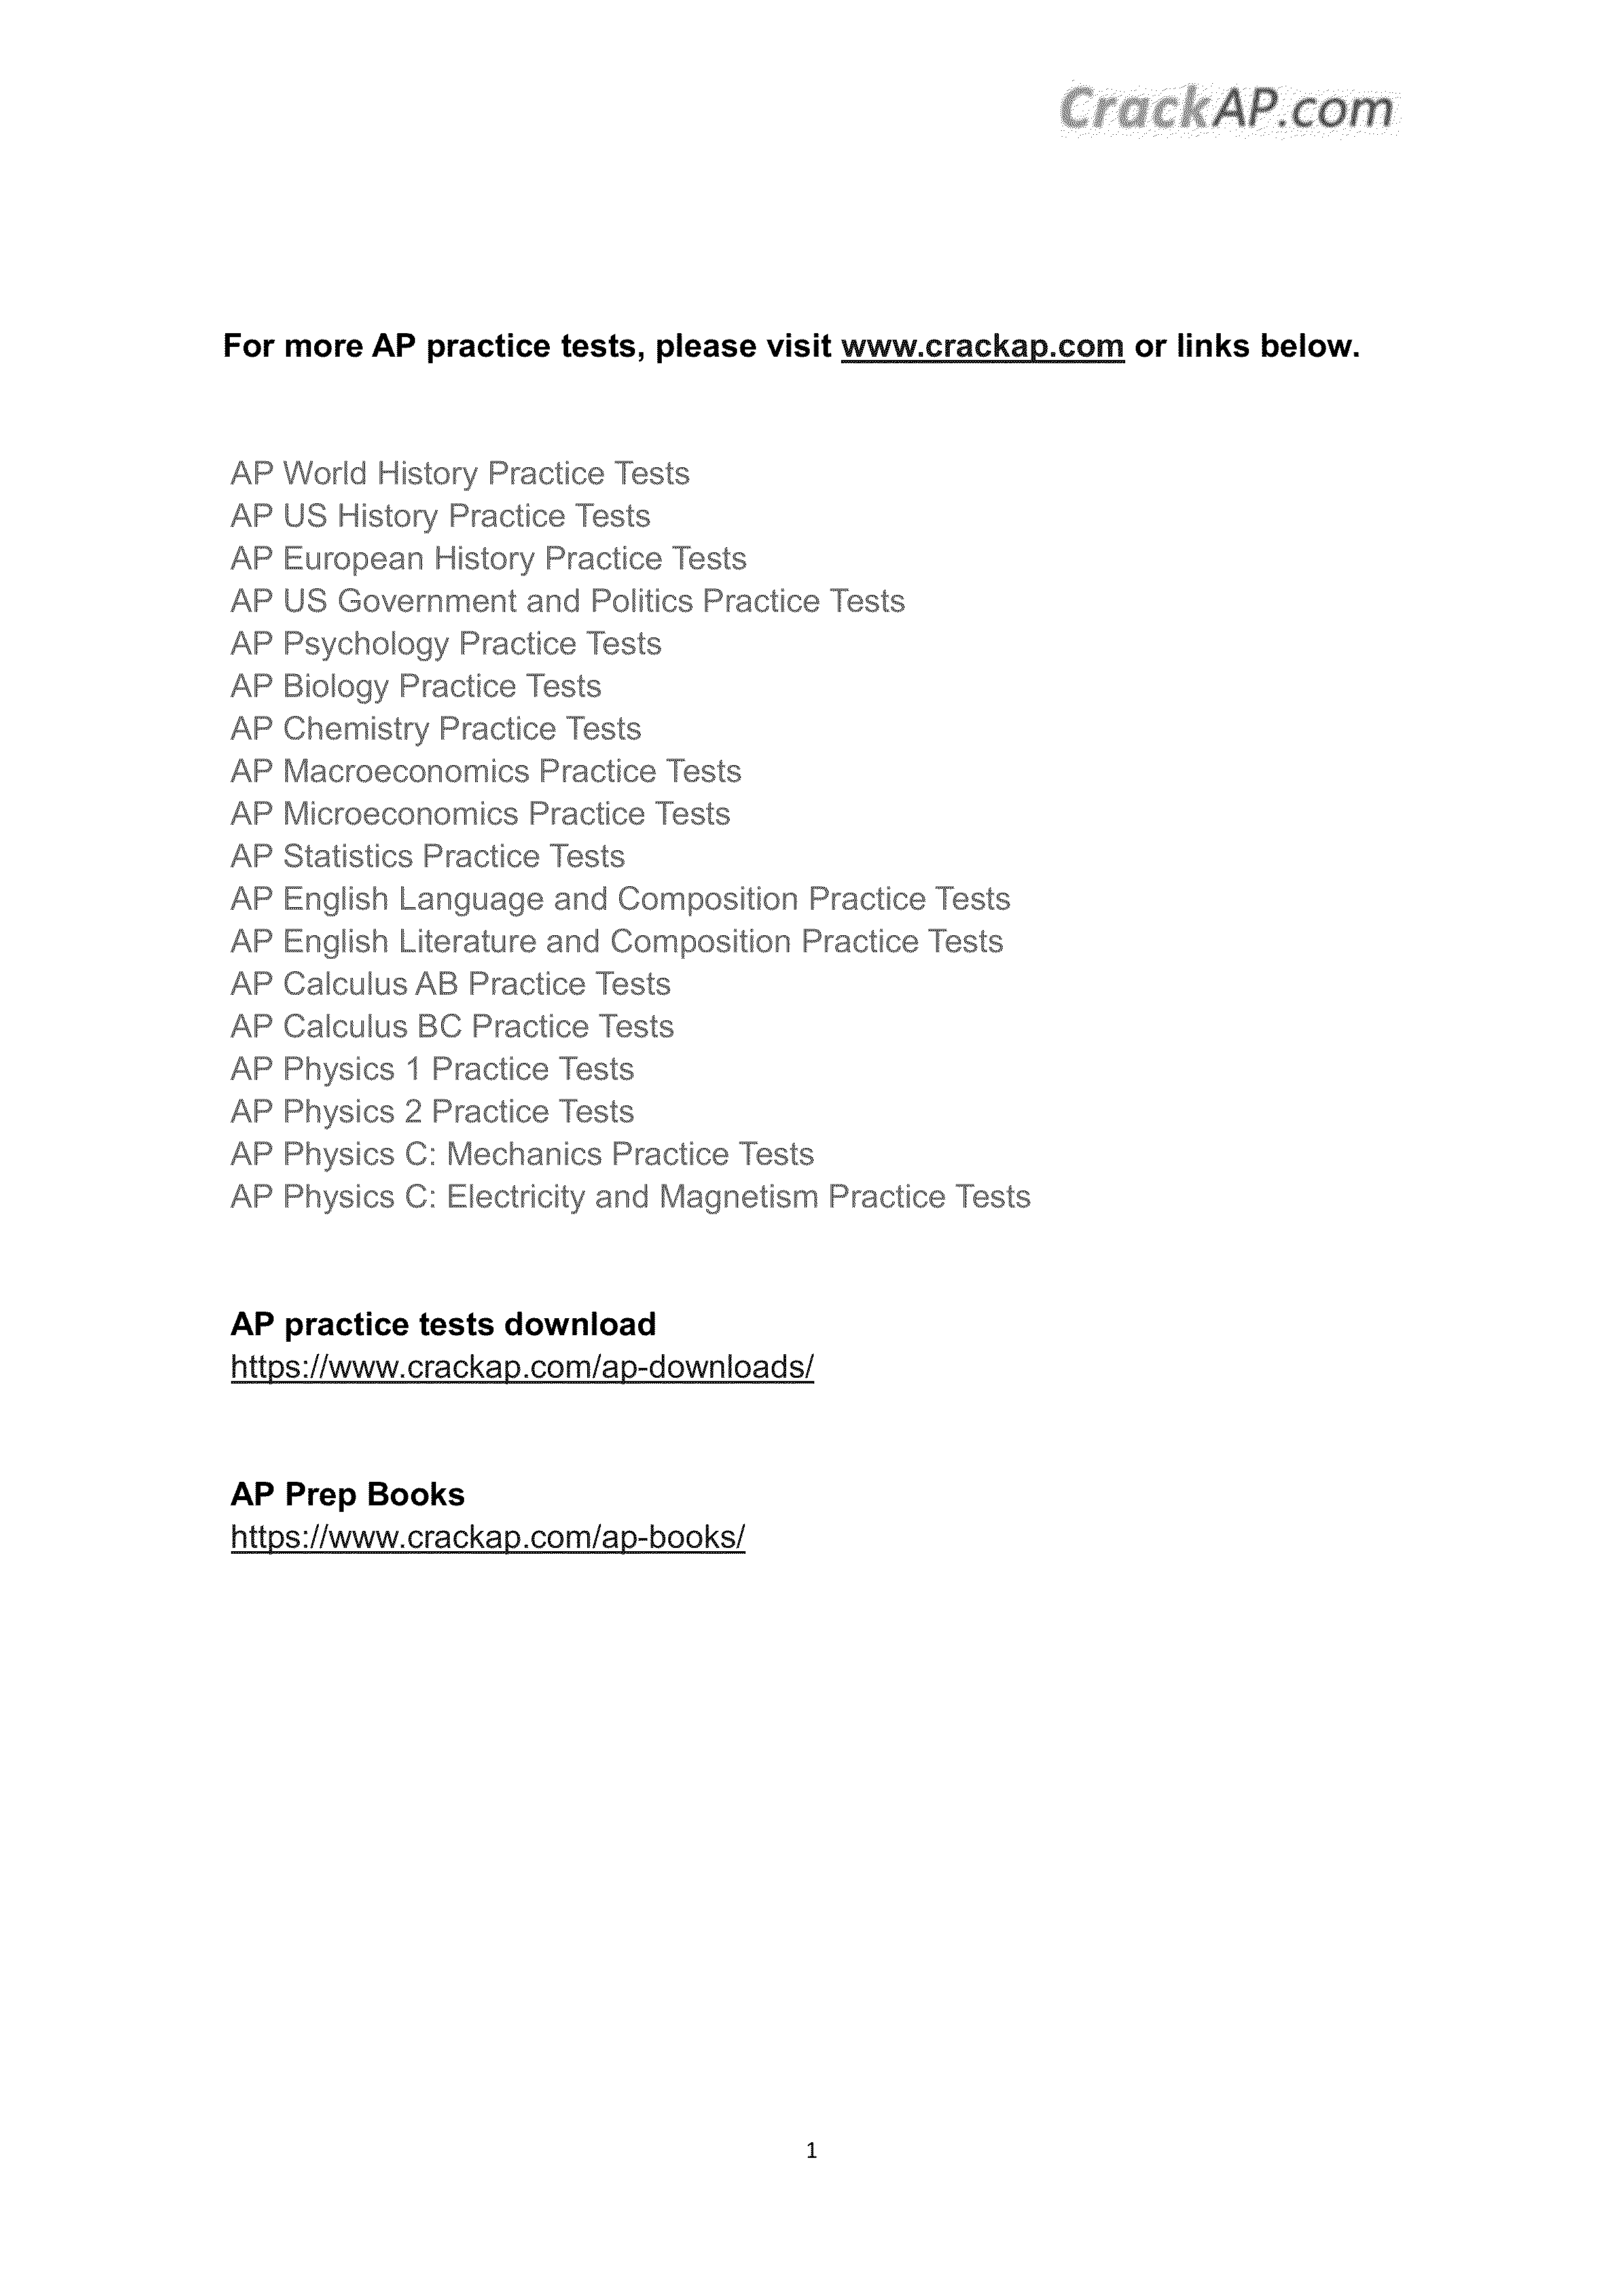 CrackAP.com
For more AP practice tests, please visit www.crackap.com or links below.
AP World History Practice Tests
AP US History Practice Tests
AP European History Practice Tests
AP US Government and Politics Practice Tests
AP Psychology Practice Tests
AP Biology Practice Tests
AP Chemistry Practice Tests
AP Macroeconomics Practice Tests
AP Microeconomics Practice Tests
AP Statistics Practice Tests
AP English Language and Composition Practice Tests
AP English Literature and Composition Practice Tests
AP Calculus AB Practice Tests
AP Calculus BC Practice Tests
AP Physics 1 Practice Tests
AP Physics 2 Practice Tests
AP Physics C: Mechanics Practice Tests
AP Physics C: Electricity and Magnetism Practice Tests
AP practice tests download
https://www.crackap.com/ap-downloads/
AP Prep Books
https://www.crackap.com/ap-books/
1